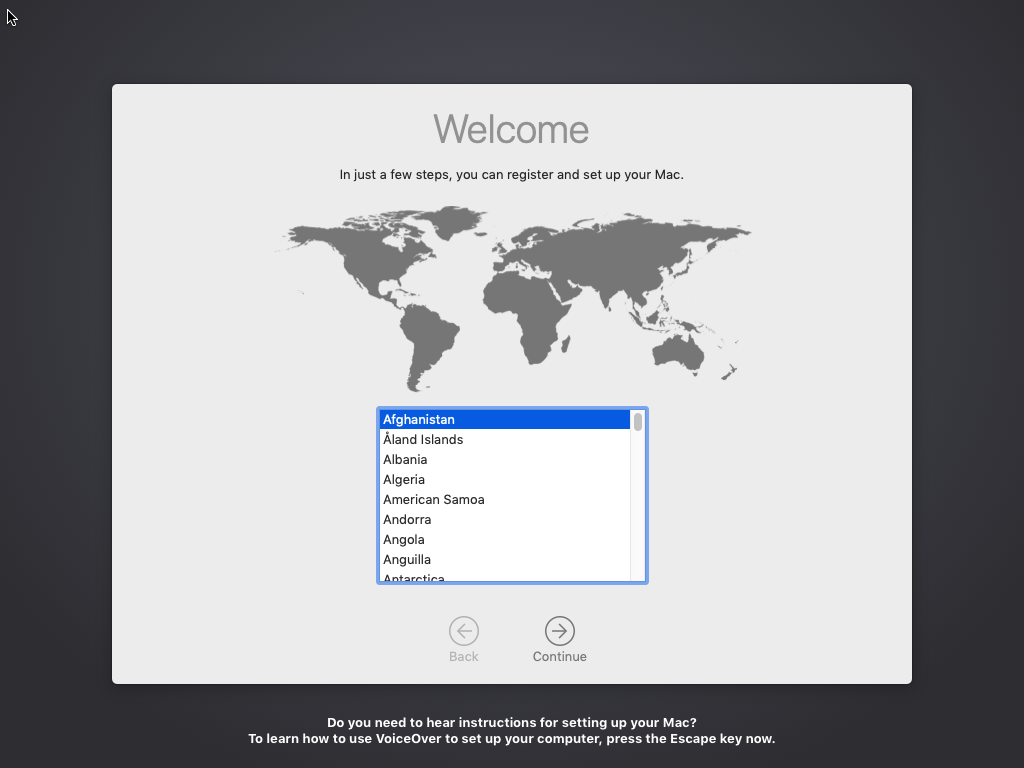 Welcome
In just a few steps, you can register and set up your Mac.
Afghanistan
Åland Islands
Albania
Algeria
American Samoa
Andorra
Angola
Anguilla
Antarctica
Back
Continue
Do you need to hear instructions for setting up your Mac?
To learn how to use VoiceOver to set up your computer, press the Escape key now.